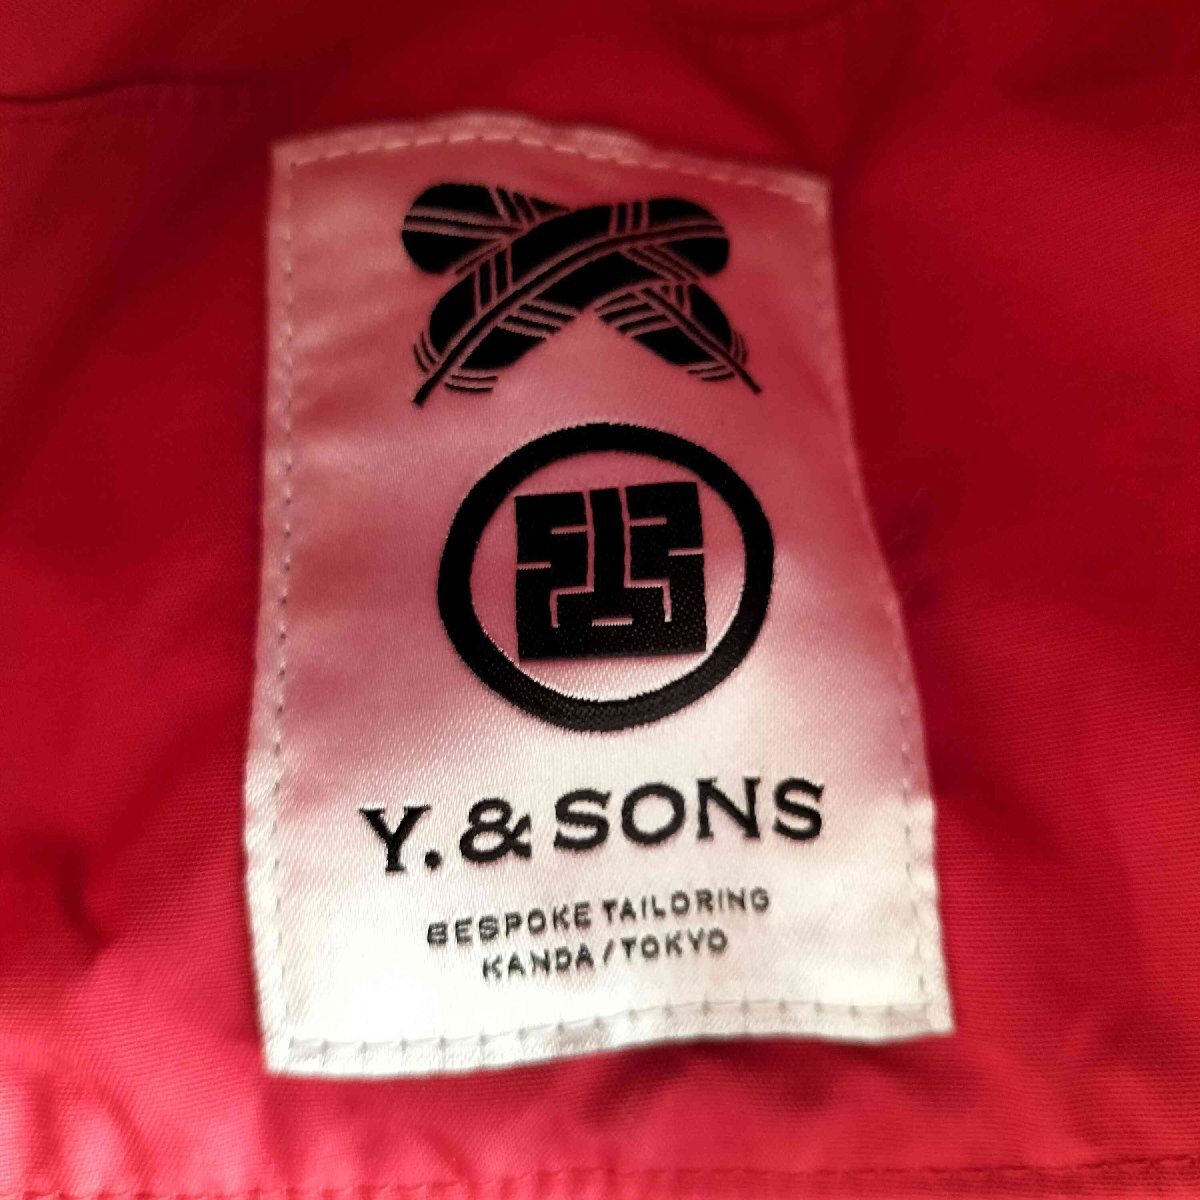 Y. & SONS
BESPOKE TAILORING
KANDA / TOKYO